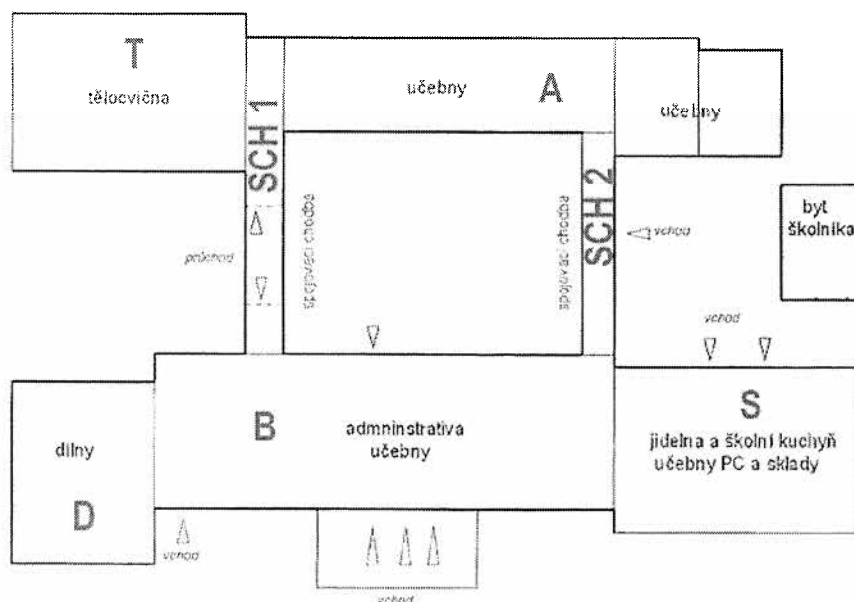 T
tělocvična
SCH 1
učebny
A
učebny
SCH 2
spojovací chodba
spojovací chodba
průchod
vchod
byt
školníka
vchod
B
admninstrativa
učebny
S
jídelna a školní kuchyň
učebny PC a sklady
dílny
D
vchod
vchod